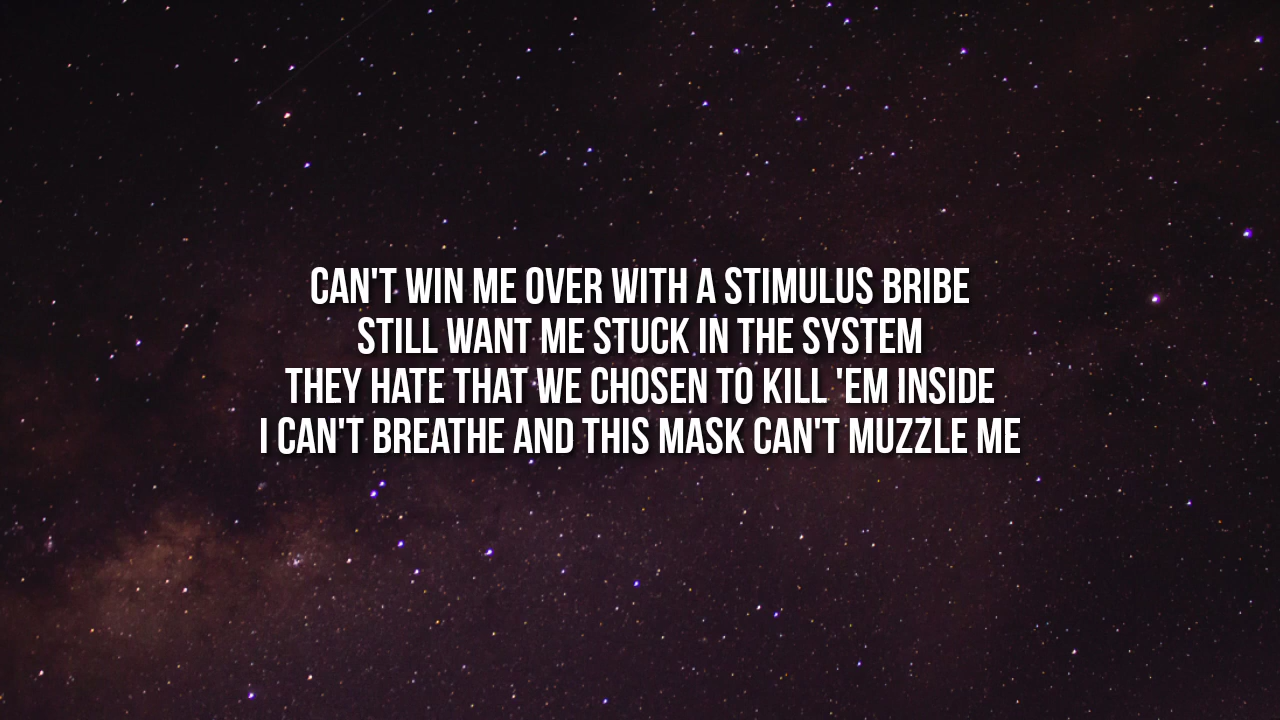 CAN'T WIN ME OVER WITH A STIMULUS BRIBE
STILL WANT ME STUCK IN THE SYSTEM
THEY HATE THAT WE CHOSEN TO KILL 'EM INSIDE
I CAN'T BREATHE AND THIS MASK CAN'T MUZZLE ME